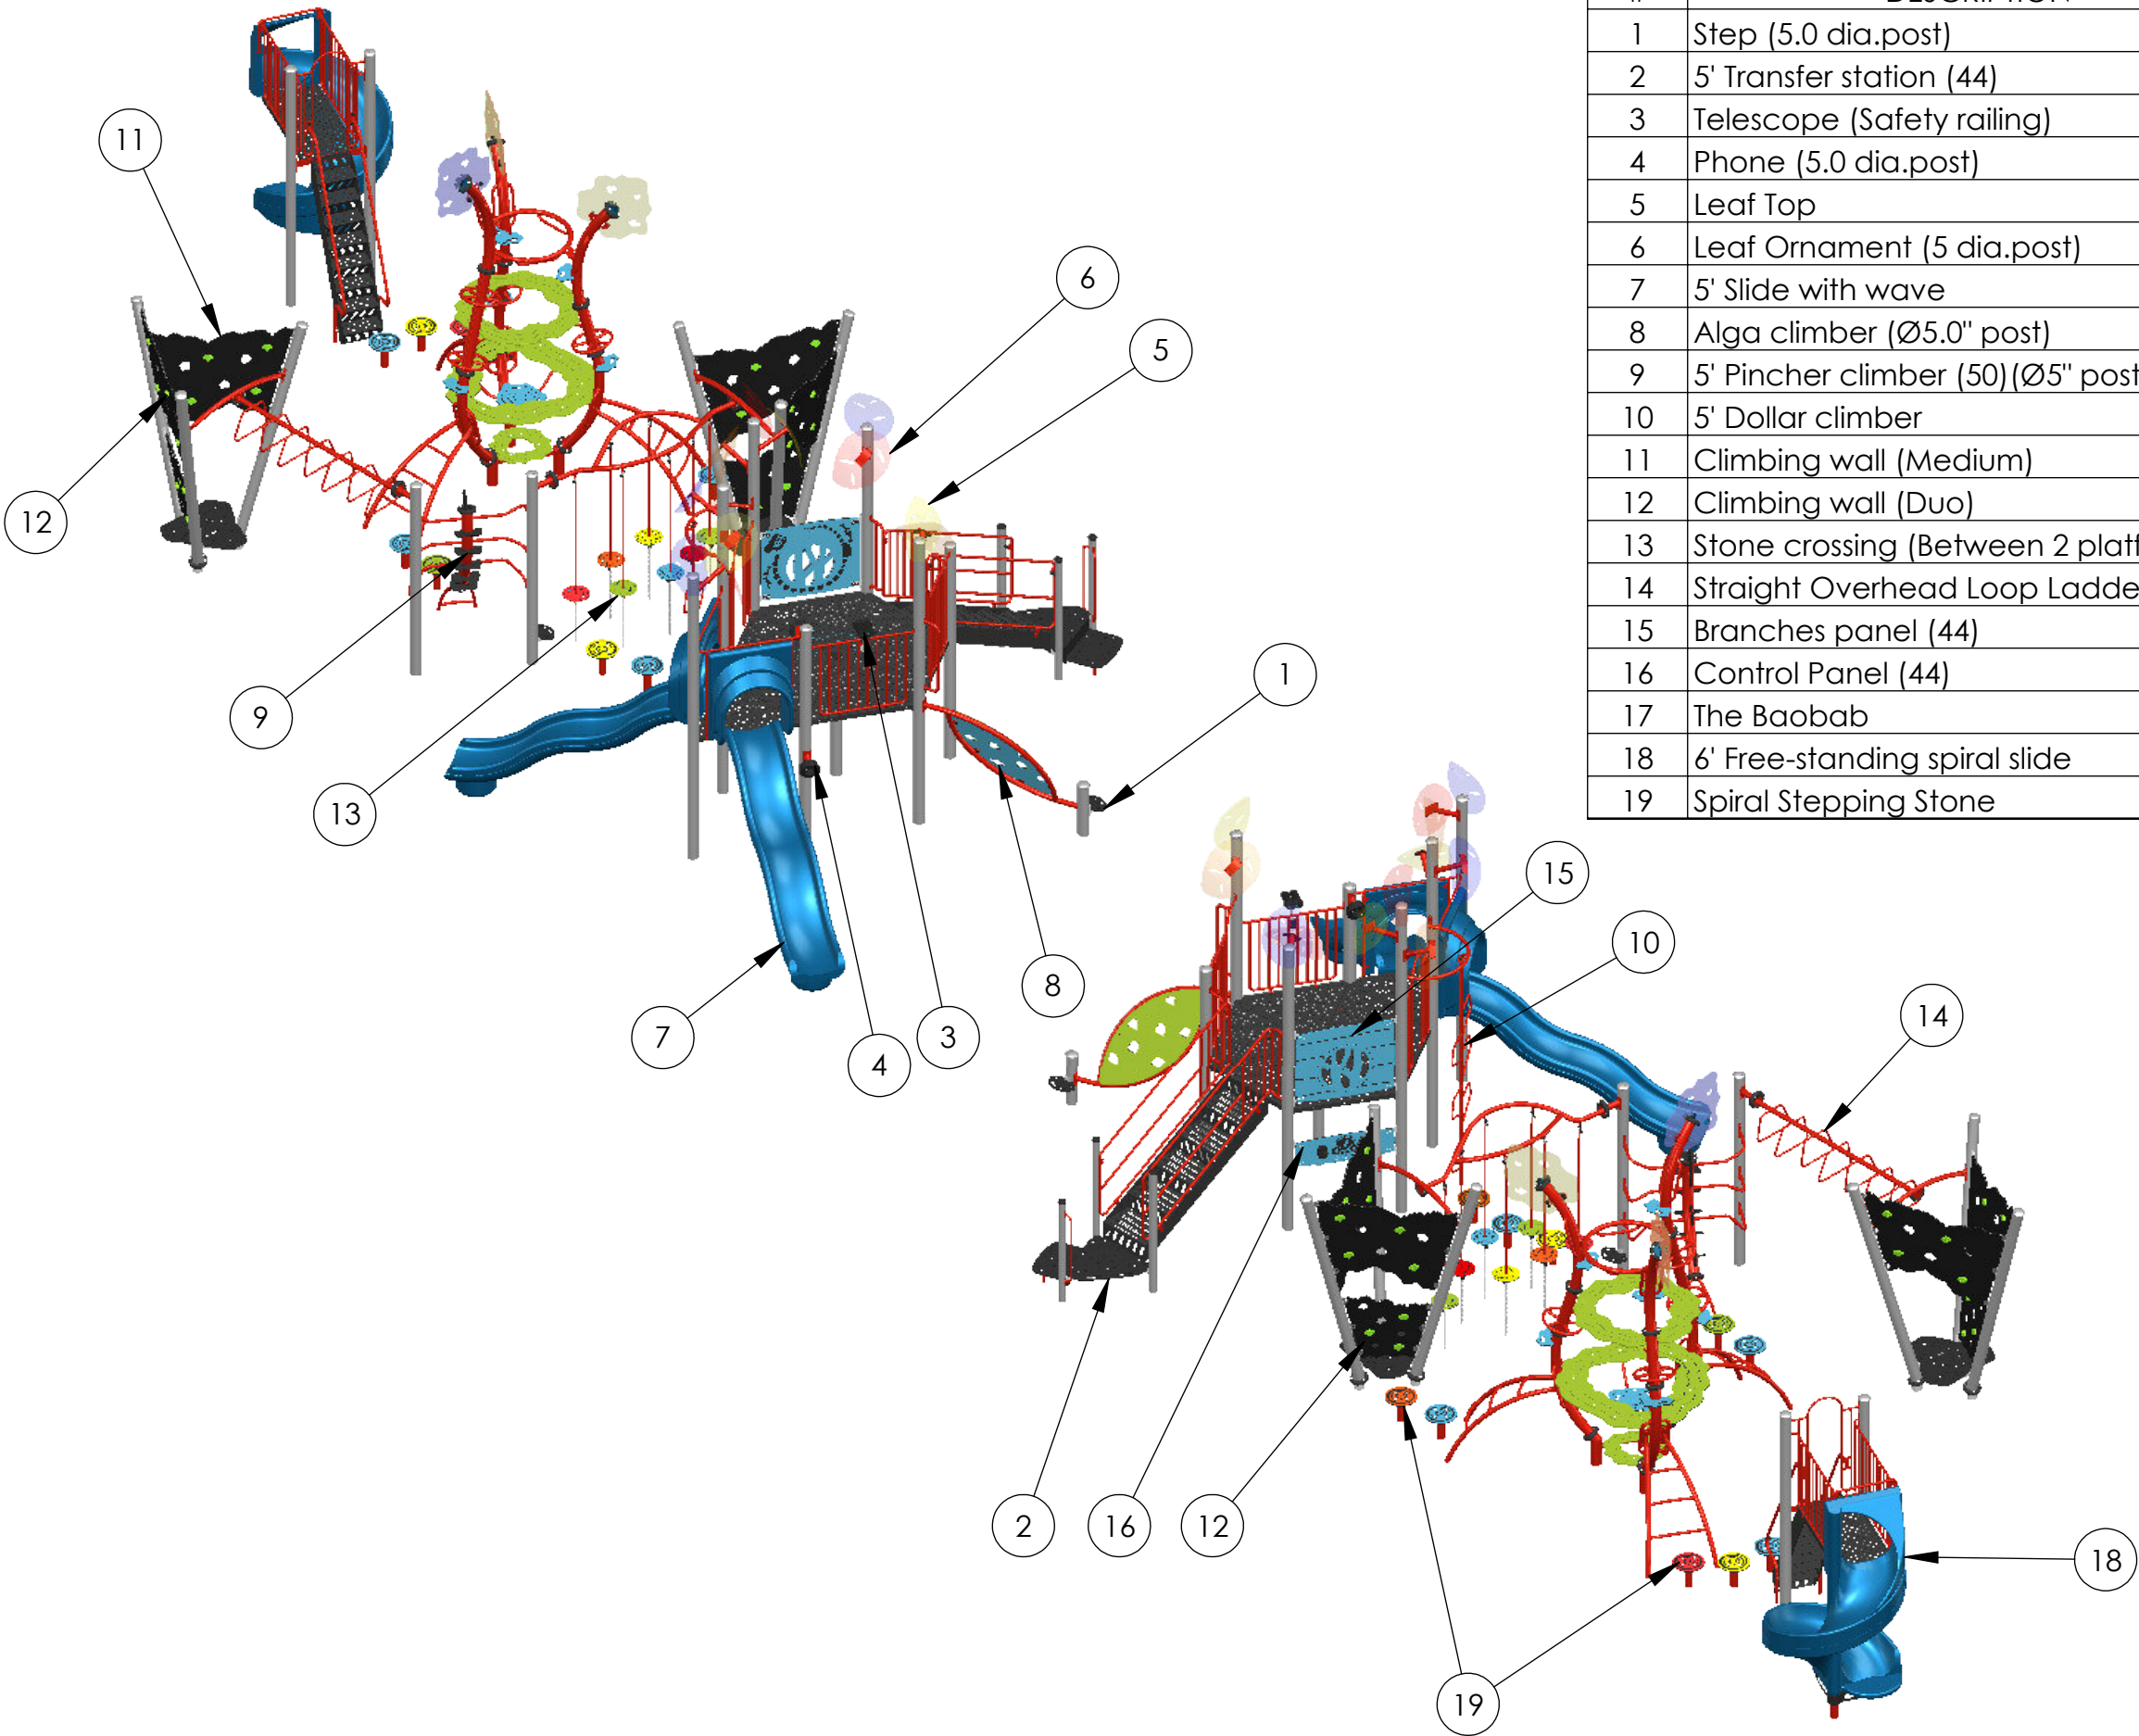 DESCRIPTION
1 Step (5.0 dia.post)
2 5' Transfer station (44)
3 Telescope (Safety railing)
4 Phone (5.0 dia.post)
5 Leaf Top
6 Leaf Ornament (5 dia.post)
7 5' Slide with wave
8 Alga climber (Ø5.0" post)
9 5' Pincher climber (50)(Ø5" post
10 5' Dollar climber
11 Climbing wall (Medium)
12 Climbing wall (Duo)
13 Stone crossing (Between 2 platf
14 Straight Overhead Loop Ladde
15 Branches panel (44)
16 Control Panel (44)
17 The Baobab
18 6' Free-standing spiral slide
19 Spiral Stepping Stone
11
6
5
12
1
9
13
15
10
8
14
7
3
4
2
16
12
18
19